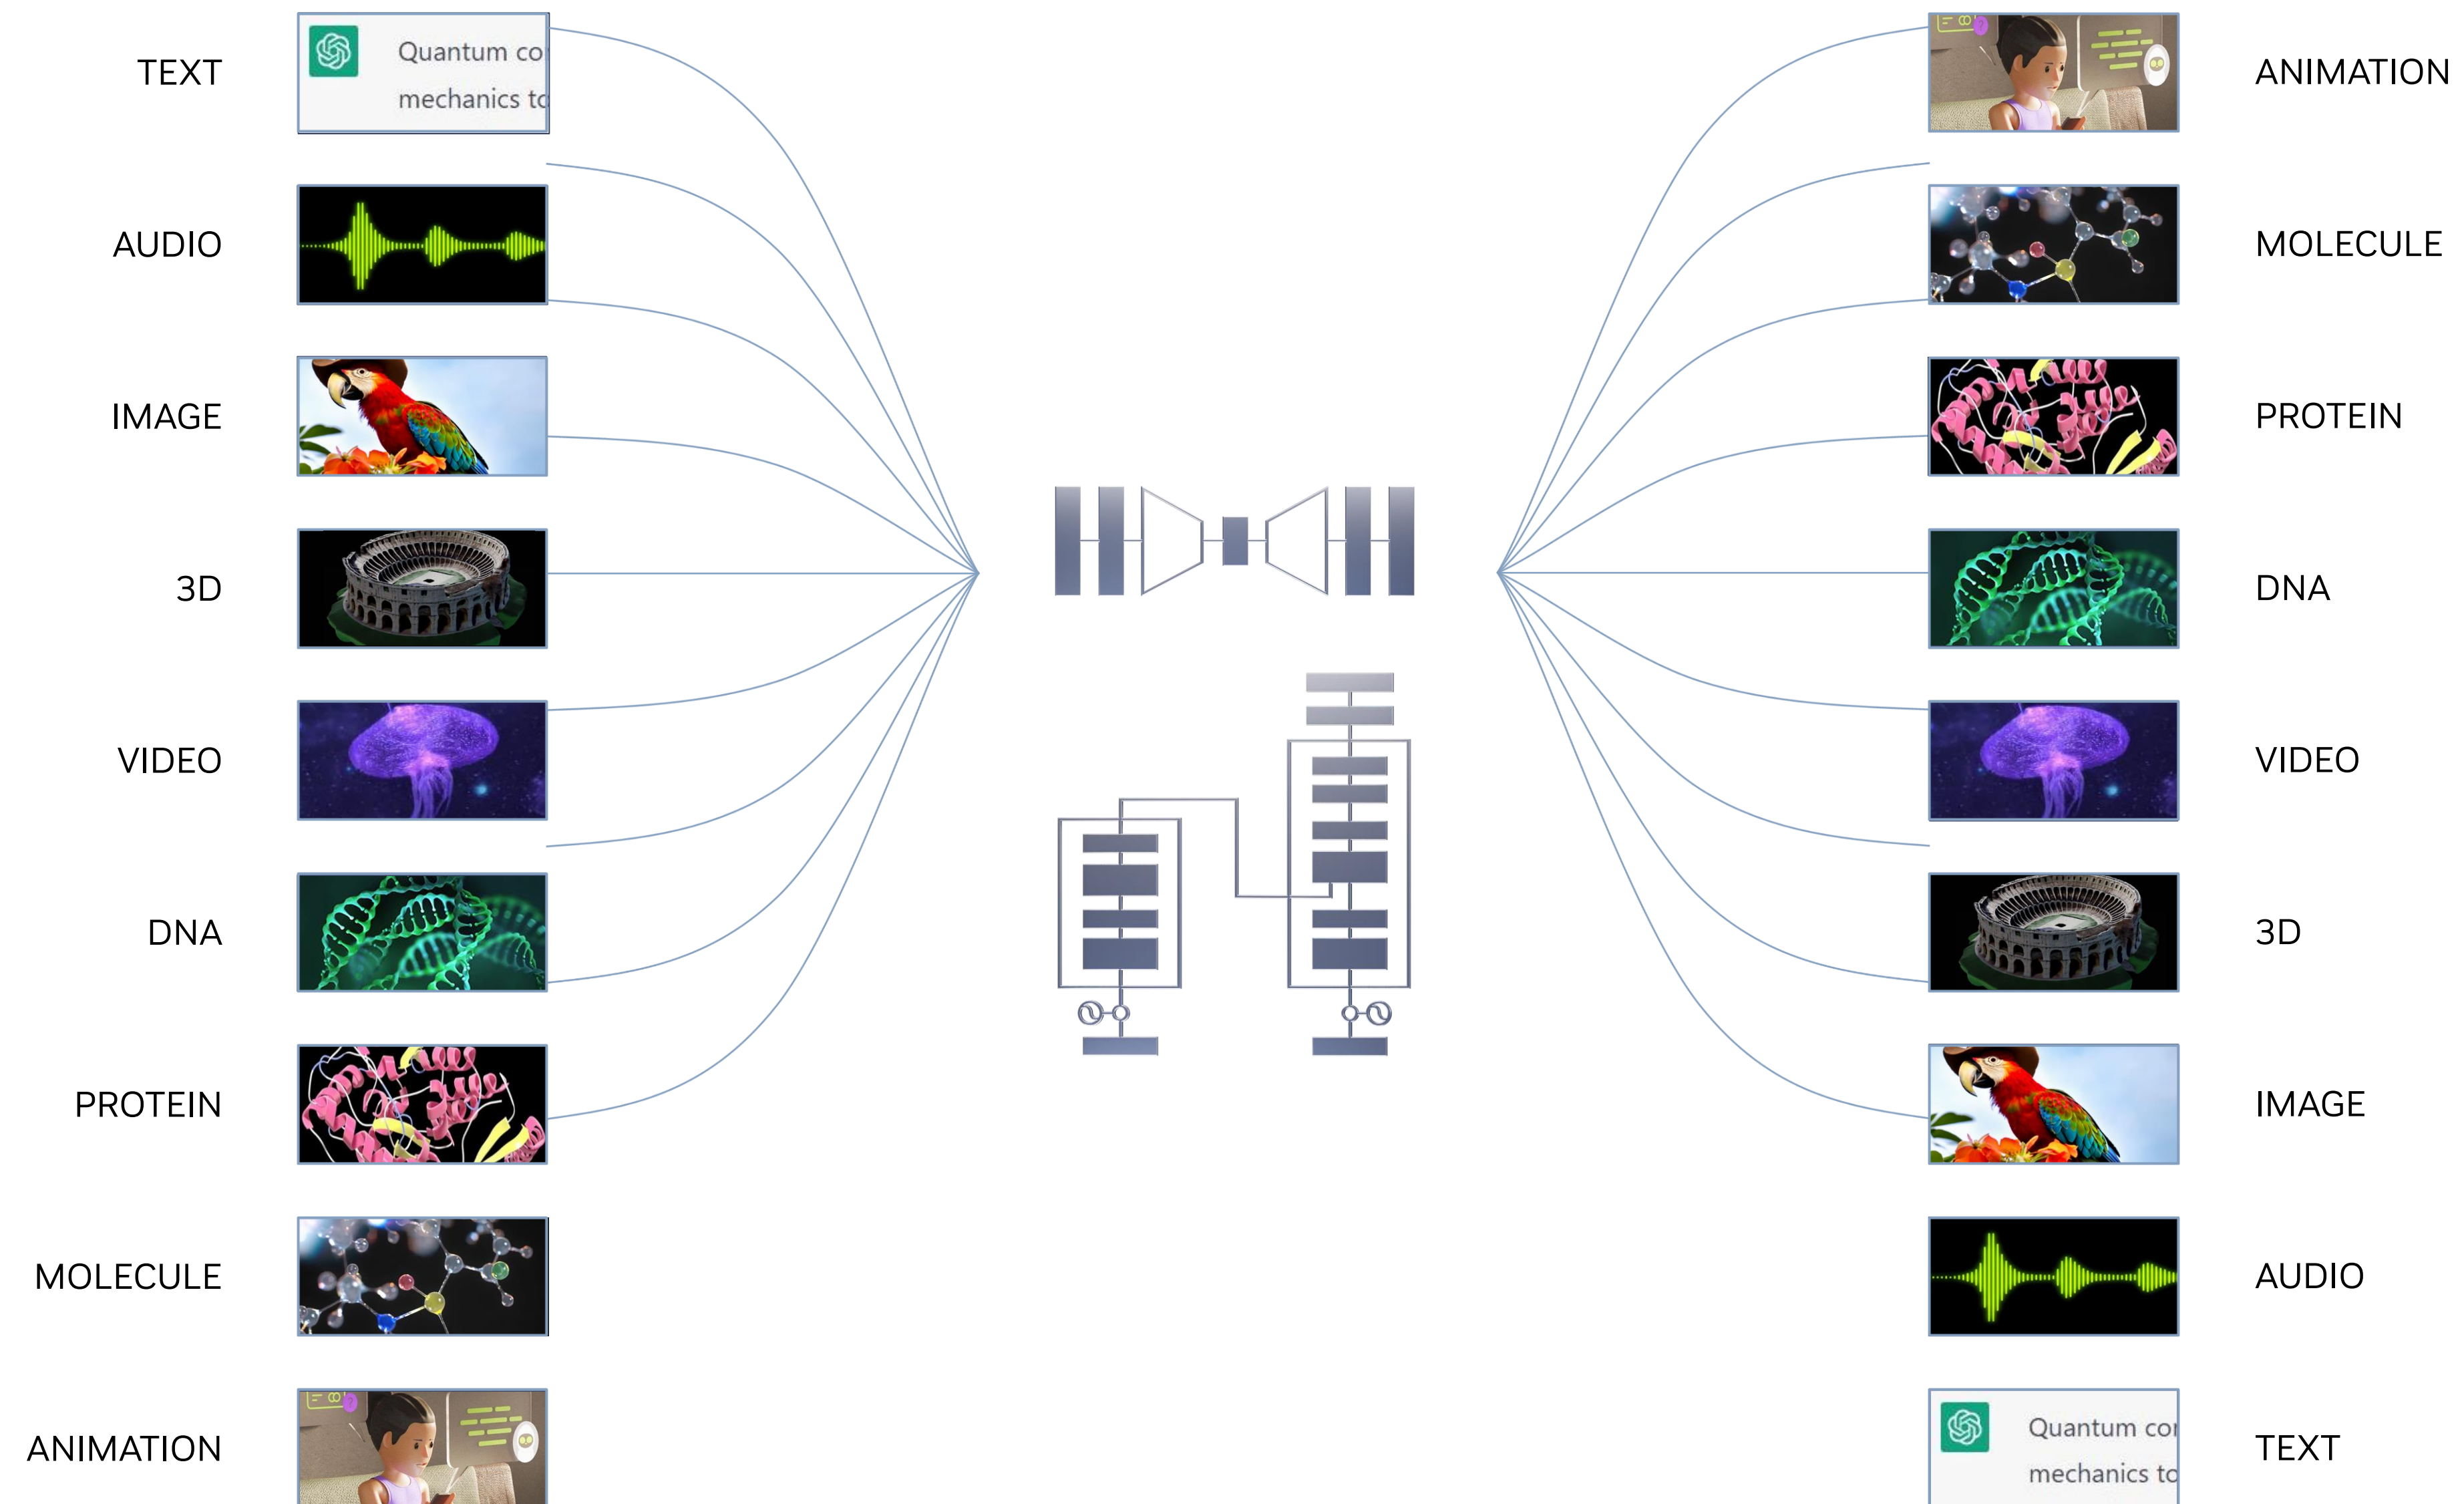 TEXT
Quantum co
mechanics to
AUDIO
IMAGE
3D
VIDEO
DNA
PROTEIN
MOLECULE
ANIMATION
ANIMATION
MOLECULE
PROTEIN
DNA
VIDEO
3D
IMAGE
AUDIO
Quantum cor
mechanics to
TEXT